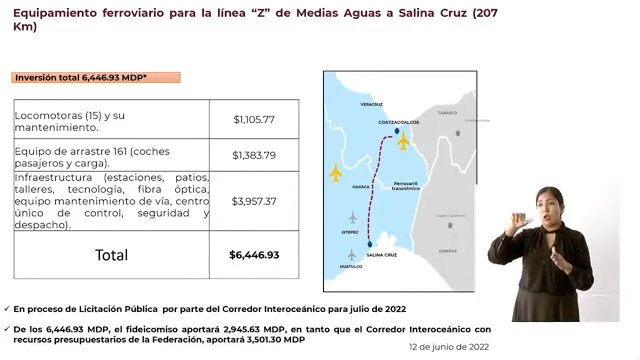 Equipamiento ferroviario para la línea “Z” de Medias Aguas a Salina Cruz (207
Km)
Inversión total 6,446.93 MDP*
Locomotoras (15) y su
mantenimiento.
$1,105.77
Equipo de arrastre 161 (coches
pasajeros y carga).
$1,383.79
Infraestructura (estaciones, patios,
talleres, tecnología, fibra óptica,
equipo mantenimiento de vía, centro
único de control, seguridad y
despacho).
$3,957.37
Total
$6,446.93
VERACRUZ
TABASCO
COATZACOALCOS
OAXACA
Ferrocarril
transístmico
IXTEPEC
CHIAPAS
SALINA CRUZ
HUATULCO
✓ En proceso de Licitación Pública por parte del Corredor Interoceánico para julio de 2022
✓ De los 6,446.93 MDP, el fideicomiso aportará 2,945.63 MDP, en tanto que el Corredor Interoceánico con
recursos presupuestarios de la Federación, aportará 3,501.30 MDP
12 de junio de 2022